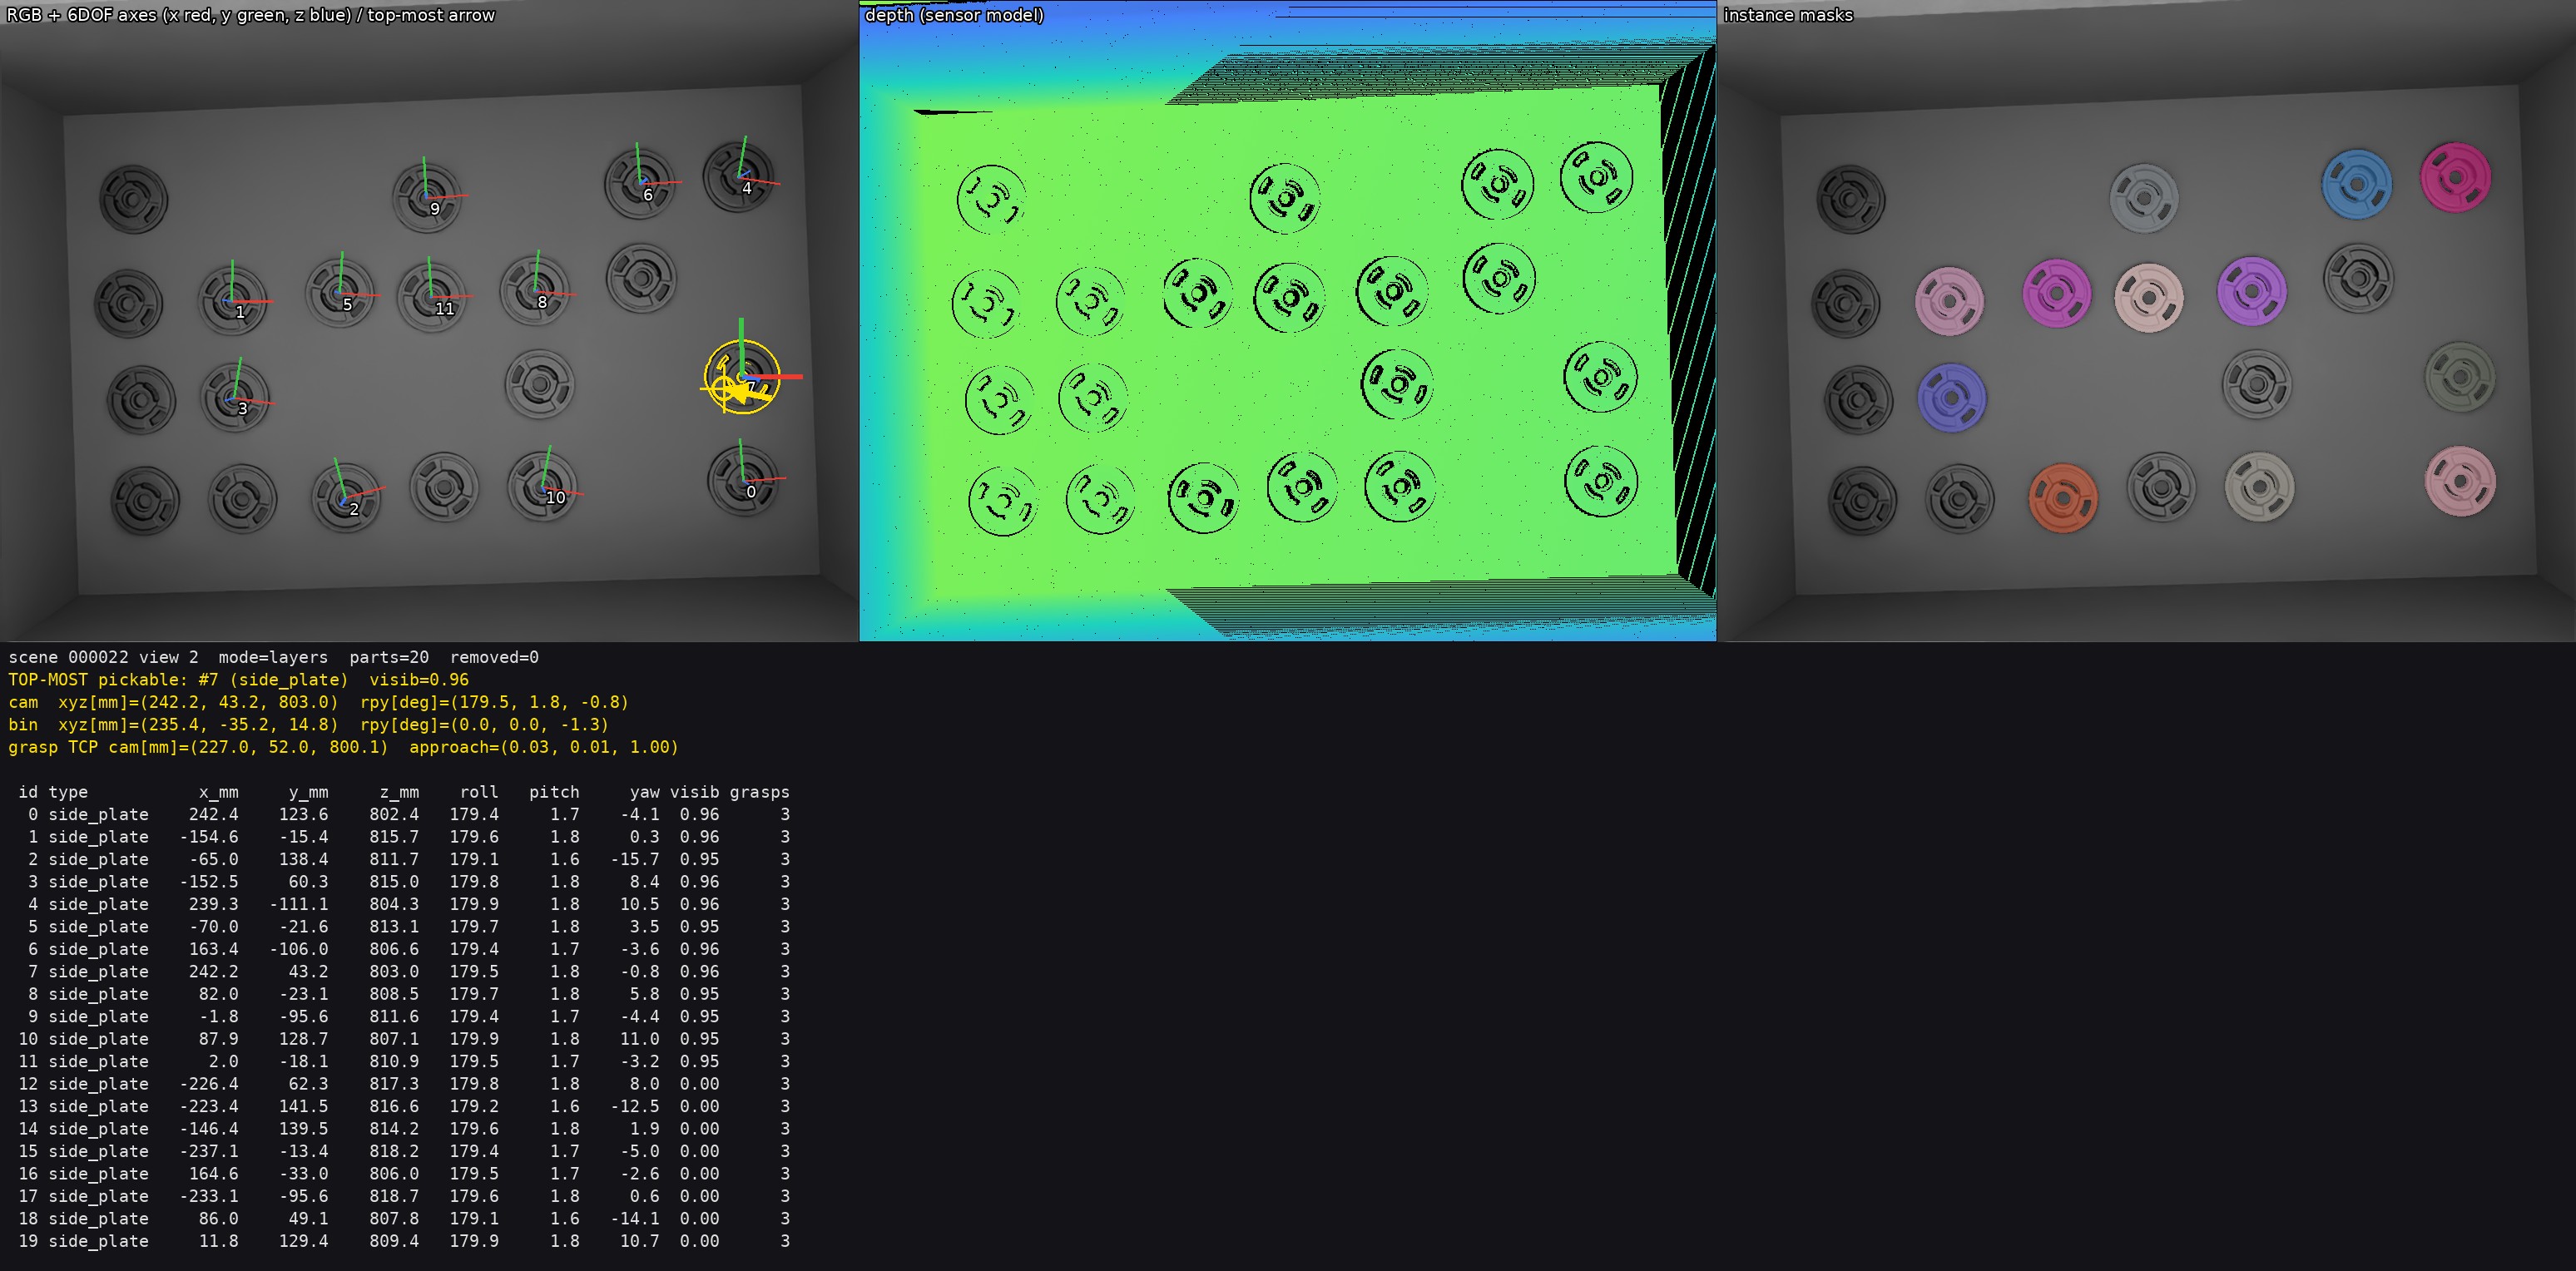 RGB + 6DOF axes (x red, y green, z blue) / top-most arrow
depth (sensor model)
instance masks
6
4
9
1
5
11
8
3
7
2
10
0
scene 000022 view 2  mode=layers  parts=20  removed=0
TOP-MOST pickable: #7 (side_plate)  visib=0.96
cam  xyz[mm]=(242.2, 43.2, 803.0)  rpy[deg]=(179.5, 1.8, -0.8)
bin  xyz[mm]=(235.4, -35.2, 14.8)  rpy[deg]=(0.0, 0.0, -1.3)
grasp TCP cam[mm]=(227.0, 52.0, 800.1)  approach=(0.03, 0.01, 1.00)
id type x_mm y_mm z_mm roll pitch yaw visib grasps
0 side_plate 242.4 123.6 802.4 179.4 1.7 -4.1 0.96 3
1 side_plate -154.6 -15.4 815.7 179.6 1.8 0.3 0.96 3
2 side_plate -65.0 138.4 811.7 179.1 1.6 -15.7 0.95 3
3 side_plate -152.5 60.3 815.0 179.8 1.8 8.4 0.96 3
4 side_plate 239.3 -111.1 804.3 179.9 1.8 10.5 0.96 3
5 side_plate -70.0 -21.6 813.1 179.7 1.8 3.5 0.95 3
6 side_plate 163.4 -106.0 806.6 179.4 1.7 -3.6 0.96 3
7 side_plate 242.2 43.2 803.0 179.5 1.8 -0.8 0.96 3
8 side_plate 82.0 -23.1 808.5 179.7 1.8 5.8 0.95 3
9 side_plate -1.8 -95.6 811.6 179.4 1.7 -4.4 0.95 3
10 side_plate 87.9 128.7 807.1 179.9 1.8 11.0 0.95 3
11 side_plate 2.0 -18.1 810.9 179.5 1.7 -3.2 0.95 3
12 side_plate -226.4 62.3 817.3 179.8 1.8 8.0 0.00 3
13 side_plate -223.4 141.5 816.6 179.2 1.6 -12.5 0.00 3
14 side_plate -146.4 139.5 814.2 179.6 1.8 1.9 0.00 3
15 side_plate -237.1 -13.4 818.2 179.4 1.7 -5.0 0.00 3
16 side_plate 164.6 -33.0 806.0 179.5 1.7 -2.6 0.00 3
17 side_plate -233.1 -95.6 818.7 179.6 1.8 0.6 0.00 3
18 side_plate 86.0 49.1 807.8 179.1 1.6 -14.1 0.00 3
19 side_plate 11.8 129.4 809.4 179.9 1.8 10.7 0.00 3